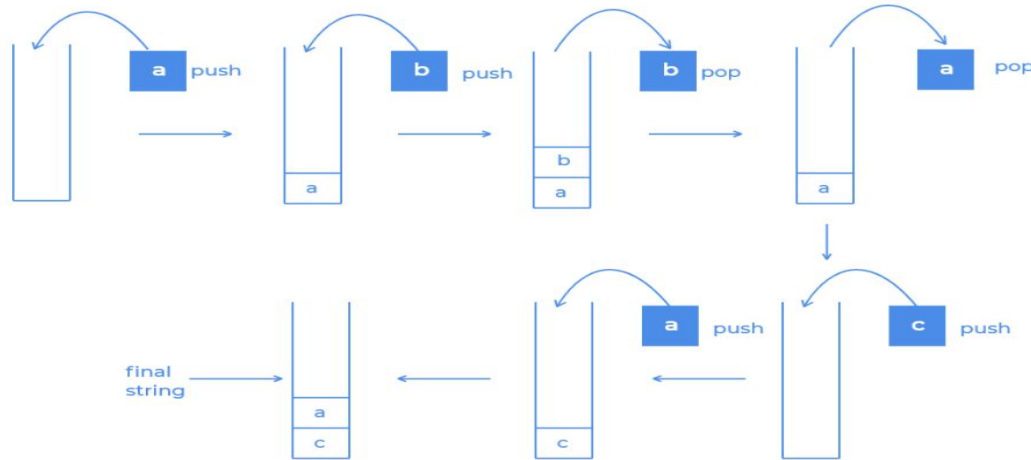 a push
b push
b pop
a pop
a
b
a
a
a push
c push
final
string
a
c
c